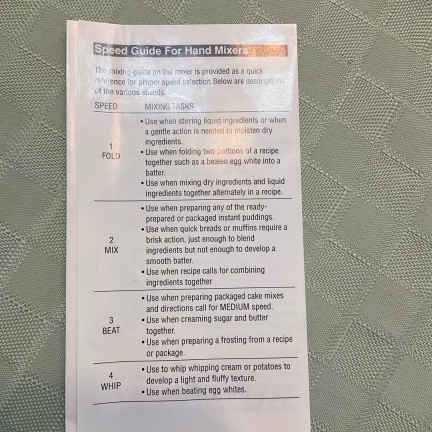 Speed Guide For Hand Mixers
The mixing guide on the mixer is provided as a quick
reference for proper speed selection. Below are descriptions
of the various speeds.
SPEED MIXING TASKS
1
FOLD
• Use when stirring liquid ingredients or when
a gentle action is needed to moisten dry
ingredients.
• Use when folding two portions of a recipe
together such as a beaten egg white into a
batter.
• Use when mixing dry ingredients and liquid
ingredients together alternately in a recipe.
2
MIX
• Use when preparing any of the ready-
prepared or packaged instant puddings.
• Use when quick breads or muffins require a
brisk action, just enough to blend
ingredients but not enough to develop a
smooth batter.
• Use when recipe calls for combining
ingredients together
3
BEAT
• Use when preparing packaged cake mixes
and directions call for MEDIUM speed.
• Use when creaming sugar and butter
together.
• Use when preparing a frosting from a recipe
or package.
4
WHIP
• Use to whip whipping cream or potatoes to
develop a light and fluffy texture.
• Use when beating egg whites.